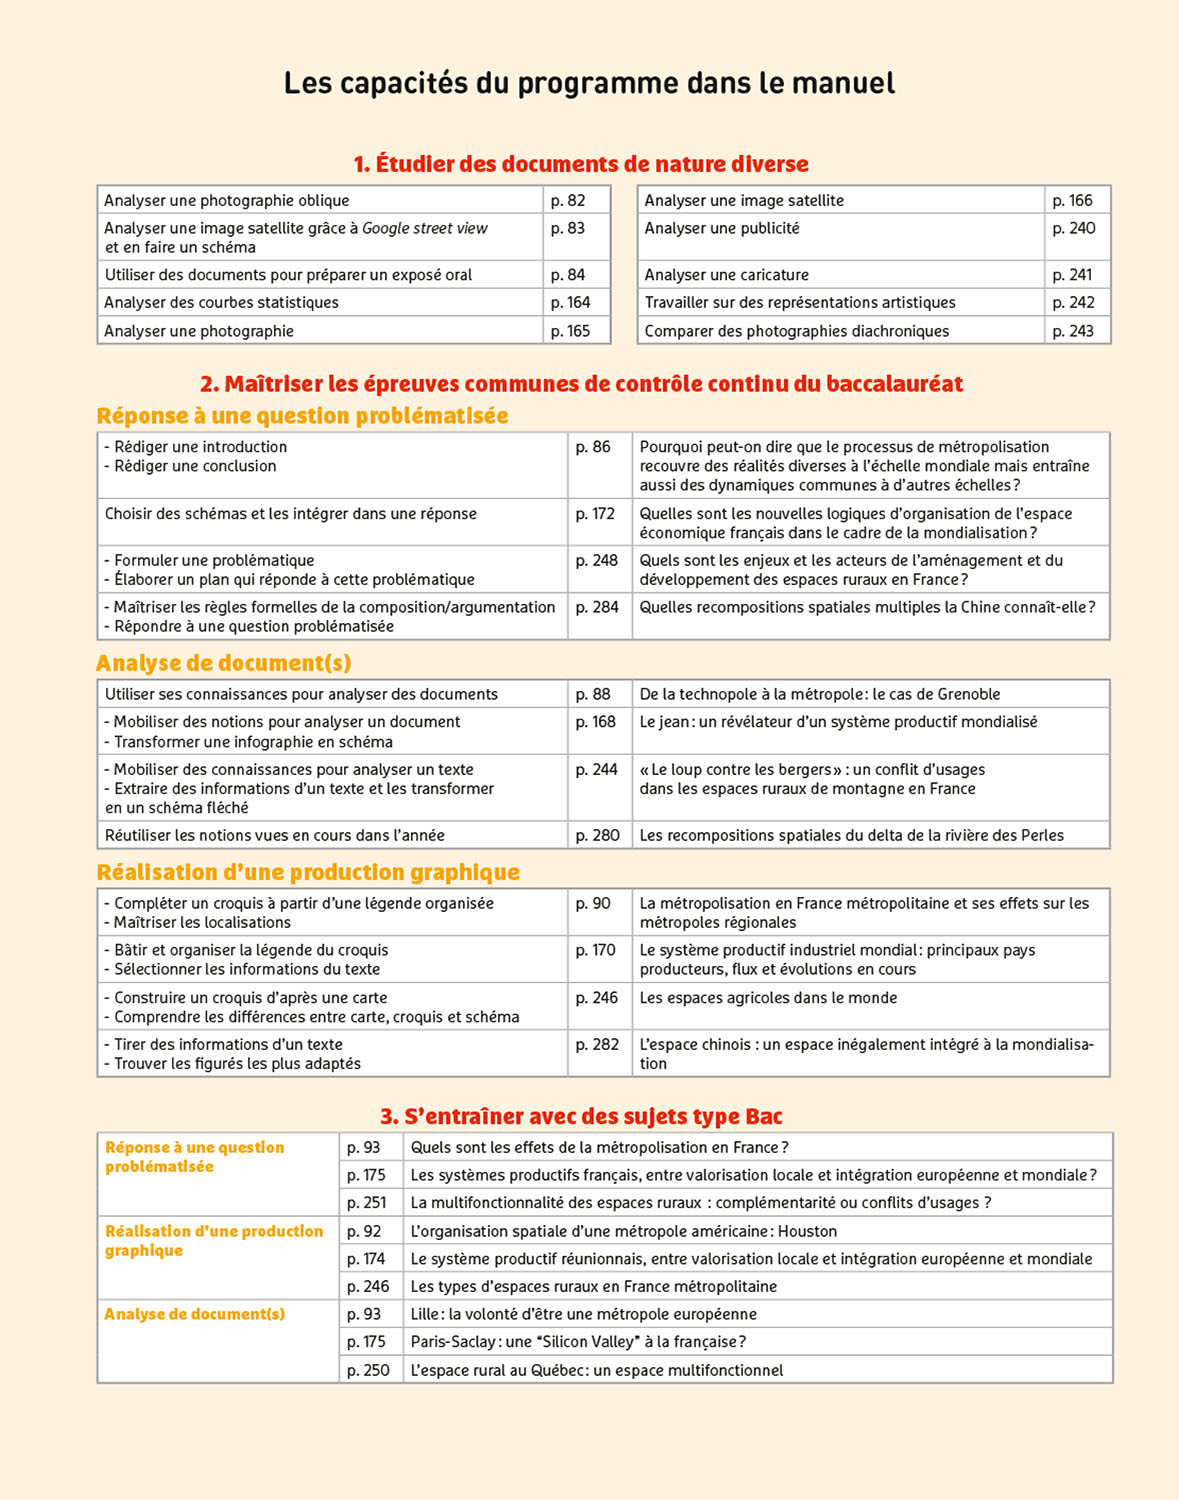 Les capacités du programme dans le manuel
1. Étudier des documents de nature diverse
Analyser une photographie oblique p. 82
Analyser une image satellite grâce à Google street view p. 83
et en faire un schéma
Utiliser des documents pour préparer un exposé oral p. 84
Analyser des courbes statistiques p. 164
Analyser une photographie p. 165
Analyser une image satellite p. 166
Analyser une publicité p. 240
Analyser une caricature p. 241
Travailler sur des représentations artistiques p. 242
Comparer des photographies diachroniques p. 243
2. Maîtriser les épreuves communes de contrôle continu du baccalauréat
Réponse à une question problématisée
- Rédiger une introduction p. 86 Pourquoi peut-on dire que le processus de métropolisation
- Rédiger une conclusion recouvre des réalités diverses à l'échelle mondiale mais entraîne
aussi des dynamiques communes à d'autres échelles ?
Choisir des schémas et les intégrer dans une réponse p. 172 Quelles sont les nouvelles logiques d'organisation de l'espace
économique français dans le cadre de la mondialisation ?
- Formuler une problématique p. 248 Quels sont les enjeux et les acteurs de l'aménagement et du
- Élaborer un plan qui réponde à cette problématique développement des espaces ruraux en France ?
- Maîtriser les règles formelles de la composition/argumentation p. 284 Quelles recompositions spatiales multiples la Chine connaît-elle ?
- Répondre à une question problématisée
Analyse de document(s)
Utiliser ses connaissances pour analyser des documents p. 88 De la technopole à la métropole : le cas de Grenoble
- Mobiliser des notions pour analyser un document p. 168 Le jean : un révélateur d'un système productif mondialisé
- Transformer une infographie en schéma
- Mobiliser des connaissances pour analyser un texte p. 244 « Le loup contre les bergers » : un conflit d'usages
- Extraire des informations d'un texte et les transformer dans les espaces ruraux de montagne en France
en un schéma fléché
Réutiliser les notions vues en cours dans l'année p. 280 Les recompositions spatiales du delta de la rivière des Perles
Réalisation d'une production graphique
- Compléter un croquis à partir d'une légende organisée p. 90 La métropolisation en France métropolitaine et ses effets sur les
- Maîtriser les localisations métropoles régionales
- Bâtir et organiser la légende du croquis p. 170 Le système productif industriel mondial : principaux pays
- Sélectionner les informations du texte producteurs, flux et évolutions en cours
- Construire un croquis d'après une carte p. 246 Les espaces agricoles dans le monde
- Comprendre les différences entre carte, croquis et schéma
- Tirer des informations d'un texte p. 282 L'espace chinois : un espace inégalement intégré à la mondialisa-
- Trouver les figurés les plus adaptés tion
3. S'entraîner avec des sujets type Bac
Réponse à une question p. 93 Quels sont les effets de la métropolisation en France ?
problématisée
p. 175 Les systèmes productifs français, entre valorisation locale et intégration européenne et mondiale ?
p. 251 La multifonctionnalité des espaces ruraux : complémentarité ou conflits d'usages ?
Réalisation d'une production p. 92 L'organisation spatiale d'une métropole américaine : Houston
graphique
p. 174 Le système productif réunionnais, entre valorisation locale et intégration européenne et mondiale
p. 246 Les types d'espaces ruraux en France métropolitaine
Analyse de document(s) p. 93 Lille : la volonté d'être une métropole européenne
p. 175 Paris-Saclay : une “Silicon Valley” à la française ?
p. 250 L'espace rural au Québec : un espace multifonctionnel